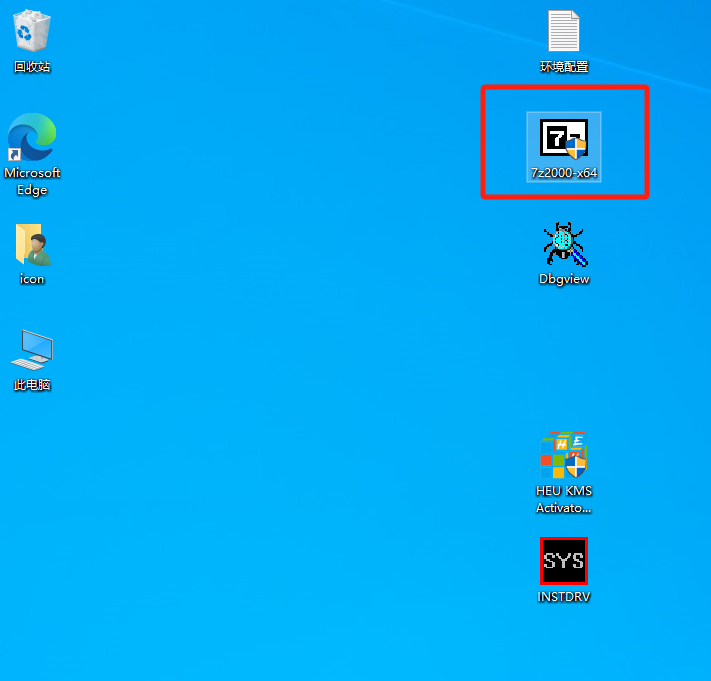 回收站
Microsoft
Edge
icon
此电脑
环境配置
7z
7z2000-x64
Dbgview
HE
HEU KMS
Activato...
SYS
INSTDRV